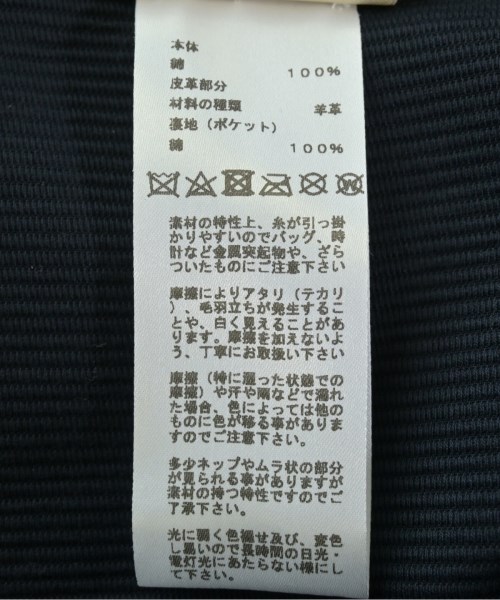 本体
綿
100%
皮革部分
材料の種類 羊革
裏地（ポケット）
綿 100%
素材の特性上、糸が引っ掛
かりやすいのでバッグ、時
計など金属突起物や、ざら
ついたものにご注意下さい
摩擦によりアタリ（テカリ
）、毛羽立ちが発生するこ
とや、白く見えることがあ
ります。摩擦を加えないよ
う、丁寧にお取扱い下さい
摩擦（特に湿った状態での
摩擦）や汗や雨などで濡れ
た場合、色によっては他の
ものに色が移る事がありま
すのでご注意下さい。
多少ネップやムラ状の部分
が見られる事がありますが
素材の持つ特性ですのでご
了承ください。
光に弱く色褪せ及び、変色
し易いので長時間の日光・
電灯光にあたらない様にし
て下さい。